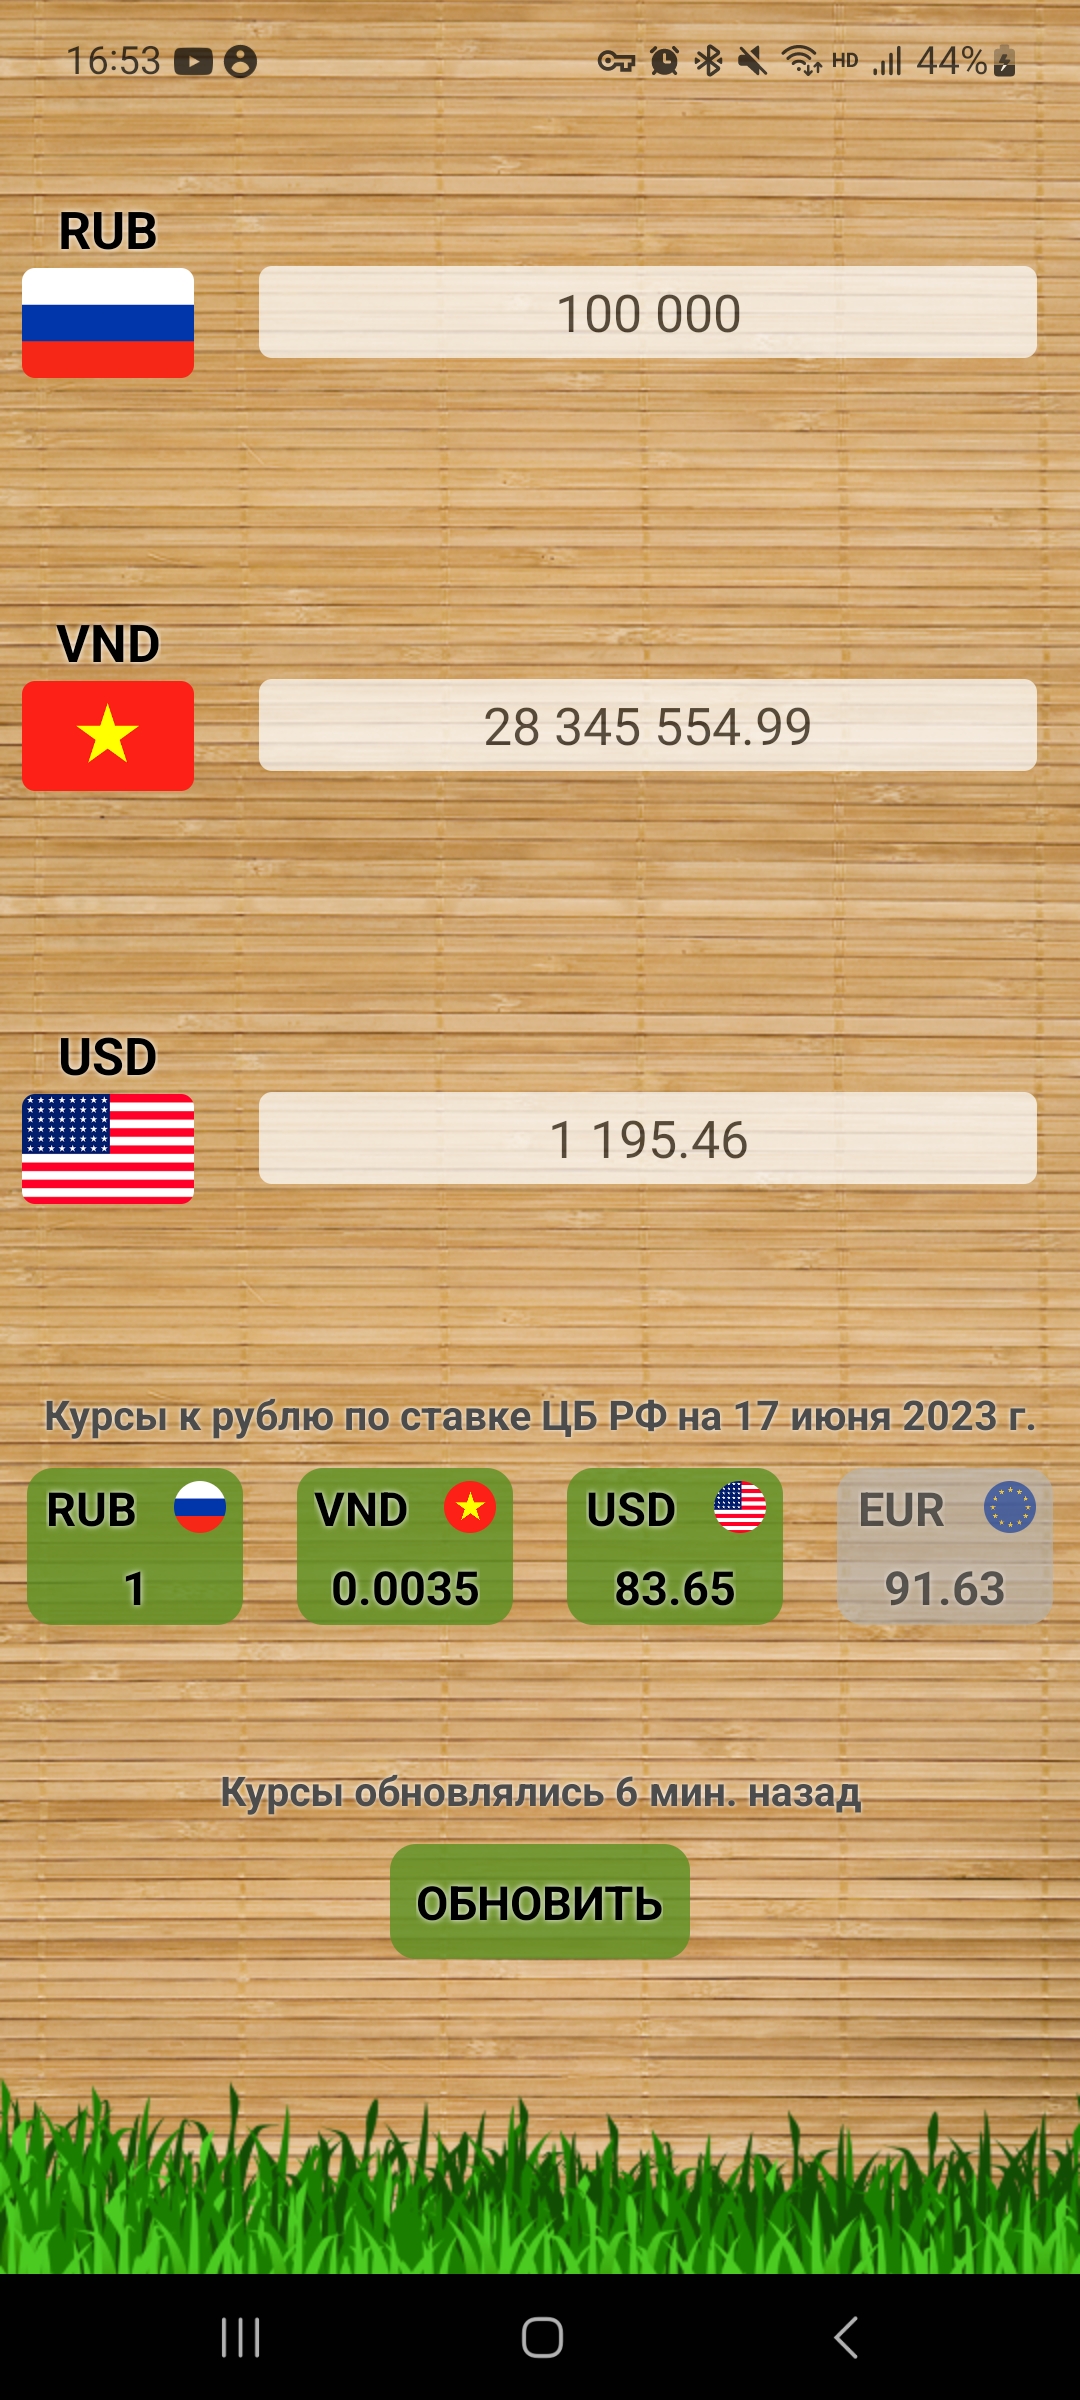 16:53 HD 44%
RUB
100 000
VND
28 345 554.99
USD
1 195.46
Курсы к рублю по ставке ЦБ РФ на 17 июня 2023 г.
RUB VND USD EUR
1 0.0035 83.65 91.63
Курсы обновлялись 6 мин. назад
ОБНОВИТЬ